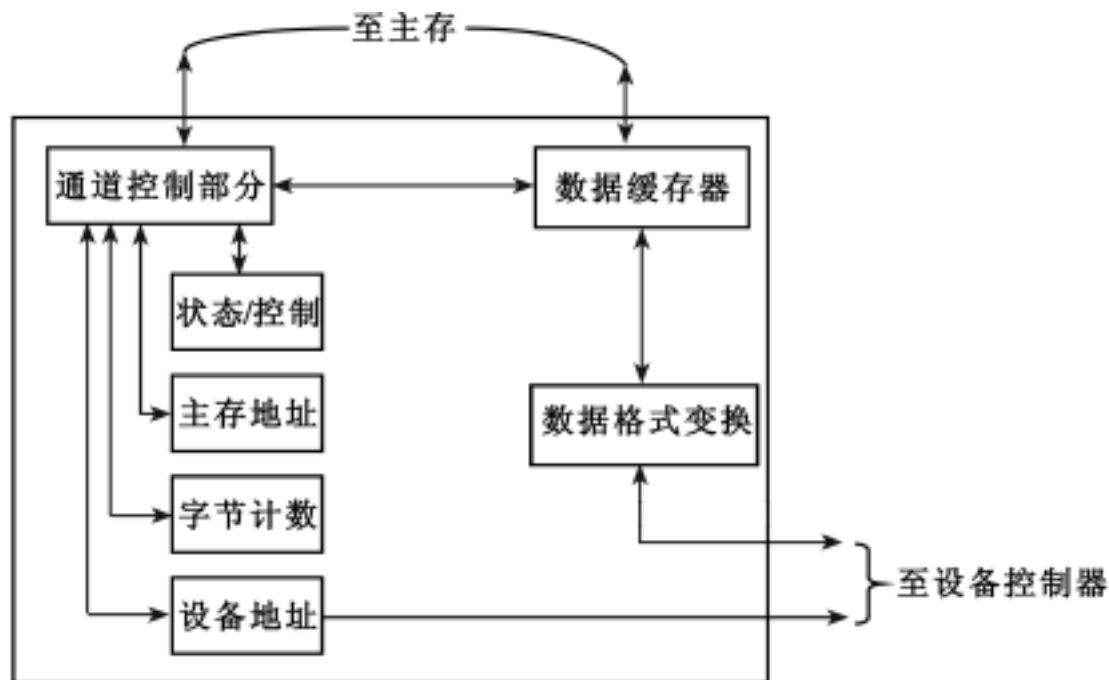 至主存
通道控制部分
数据缓存器
状态/控制
主存地址
数据格式变换
字节计数
设备地址
至设备控制器